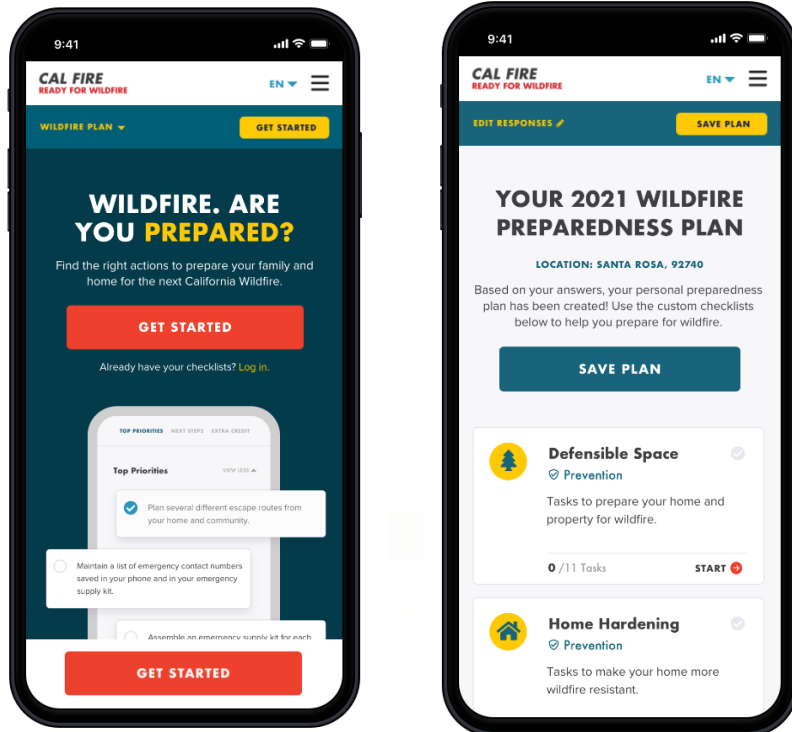 9:41
CAL FIRE
READY FOR WILDFIRE
EN
WILDFIRE PLAN
GET STARTED
WILDFIRE. ARE
YOU PREPARED?
Find the right actions to prepare your family and
home for the next California Wildfire.
GET STARTED
Already have your checklists? Log in.
TOP PRIORITIES NEXT STEPS EXTRA CREDIT
Top Priorities
VIEW LESS
Plan several different escape routes from
your home and community.
Maintain a list of emergency contact numbers
saved in your phone and in your emergency
supply kit.
Assemble an emergency supply kit for each
GET STARTED
9:41
CAL FIRE
READY FOR WILDFIRE
EN
EDIT RESPONSES
SAVE PLAN
YOUR 2021 WILDFIRE
PREPAREDNESS PLAN
LOCATION: SANTA ROSA, 92740
Based on your answers, your personal preparedness
plan has been created! Use the custom checklists
below to help you prepare for wildfire.
SAVE PLAN
Defensible Space
Prevention
Tasks to prepare your home and
property for wildfire.
0 /11 Tasks
START
Home Hardening
Prevention
Tasks to make your home more
wildfire resistant.